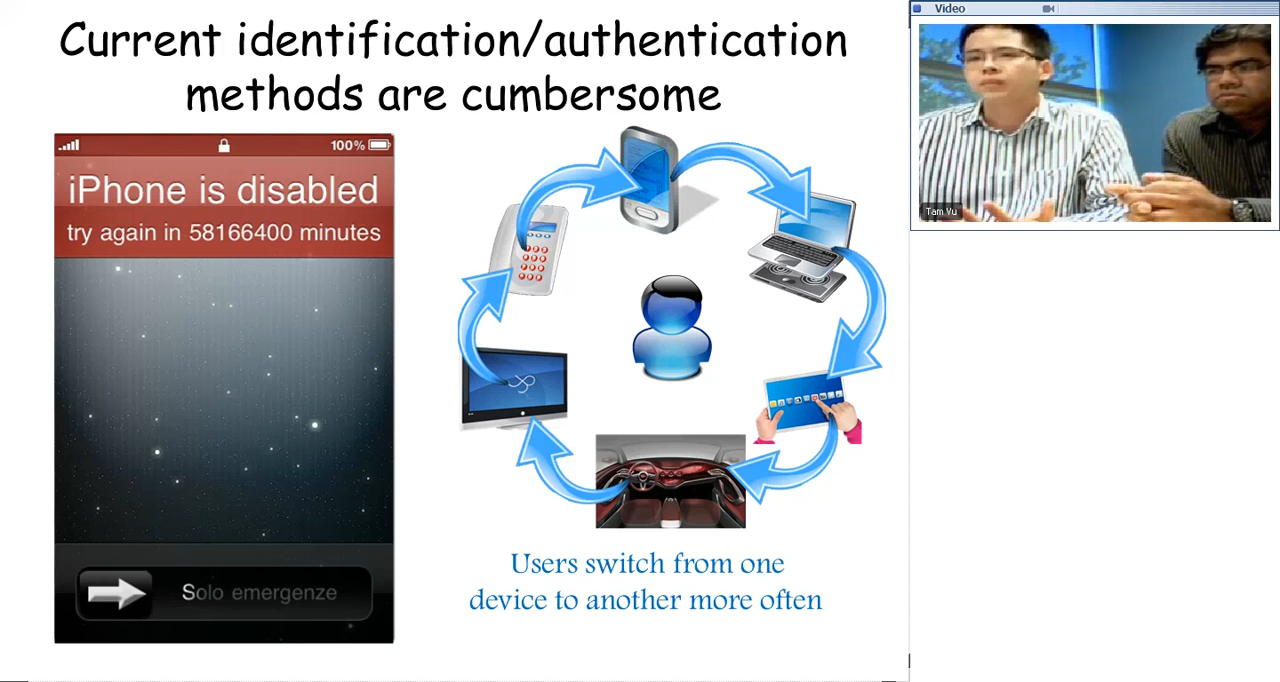 Current identification/authentication
methods are cumbersome
100%
iPhone is disabled
try again in 58166400 minutes
Solo emergenze
Users switch from one
device to another more often
Video
Tam Vu